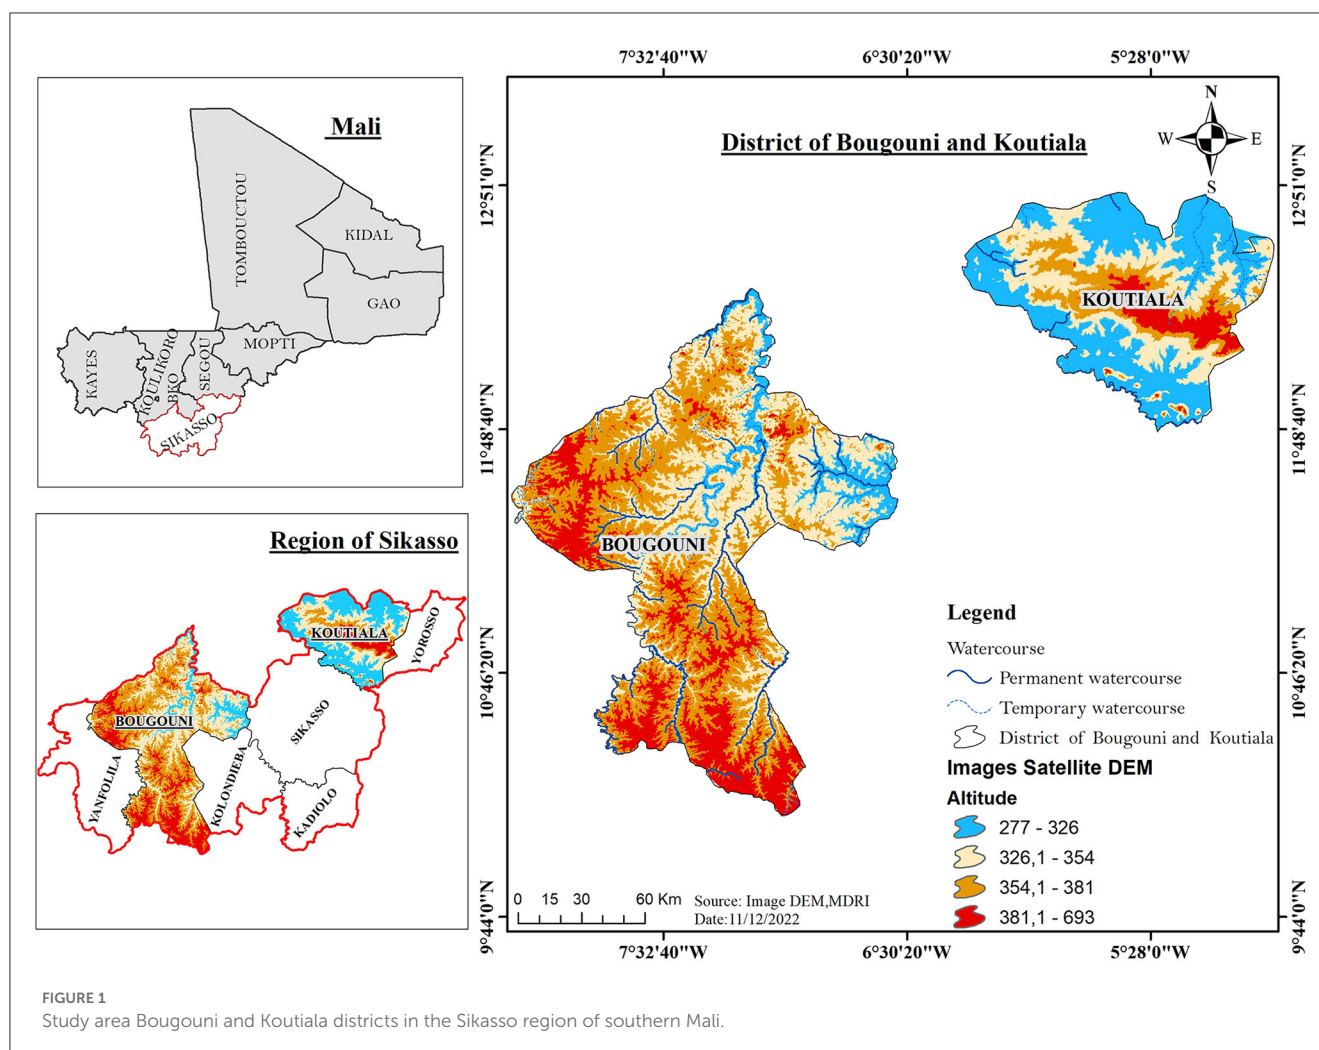 Mali
TOMBOUCTOU
KIDAL
GAO
MOPTI
SEGOU
KOULIKORO
BKO
KAYES
SIKASSO
Region of Sikasso
KOUTIALA
YOROSSO
BOUGOUNI
SIKASSO
YANFOLILA
KOLONDIEBA
KADIOLO
7°32'40"W 6°30'20"W 5°28'0"W
District of Bougouni and Koutiala
N
W E
S
12°51'0"N 12°51'0"N
11°48'40"N 11°48'40"N
10°46'20"N 10°46'20"N
9°44'0"N 9°44'0"N
KOUTIALA
BOUGOUNI
Legend
Watercourse
Permanent watercourse
Temporary watercourse
District of Bougouni and Koutiala
Images Satellite DEM
Altitude
277 - 326
326,1 - 354
354,1 - 381
381,1 - 693
0 15 30 60 Km
Source: Image DEM,MDRI
Date:11/12/2022
7°32'40"W 6°30'20"W 5°28'0"W
FIGURE 1
Study area Bougouni and Koutiala districts in the Sikasso region of southern Mali.